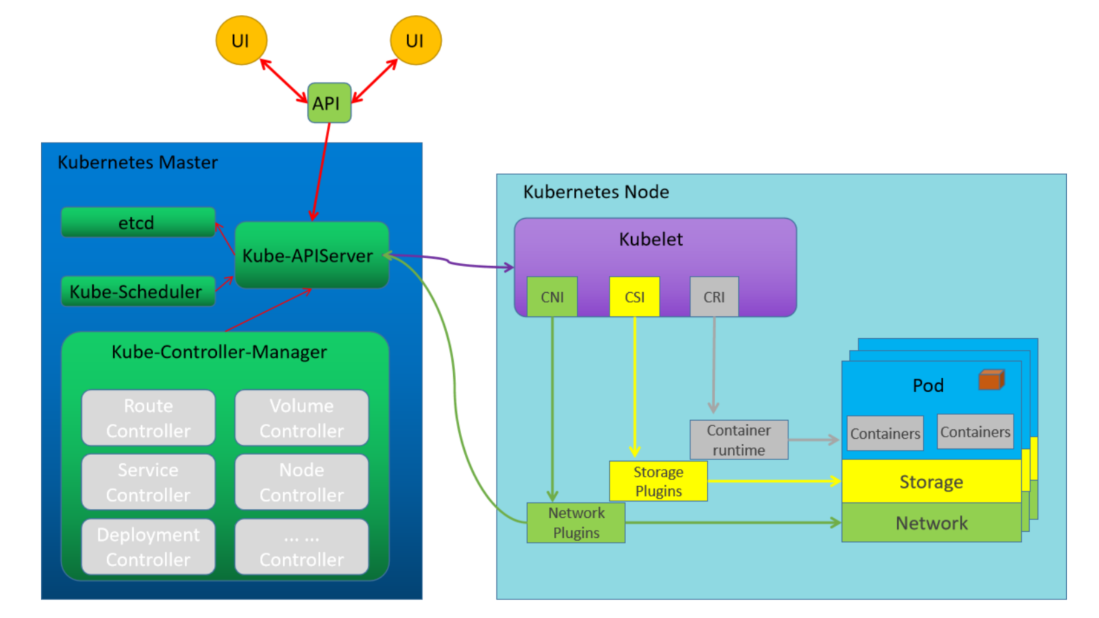 UI
UI
API
Kubernetes Master
etcd
Kube-APIServer
Kube-Scheduler
Kube-Controller-Manager
Route
Controller
Volume
Controller
Service
Controller
Node
Controller
Deployment
Controller
... ...
Controller
Kubernetes Node
Kubelet
CNI
CSI
CRI
Container
runtime
Storage
Plugins
Network
Plugins
Pod
Containers
Containers
Storage
Network